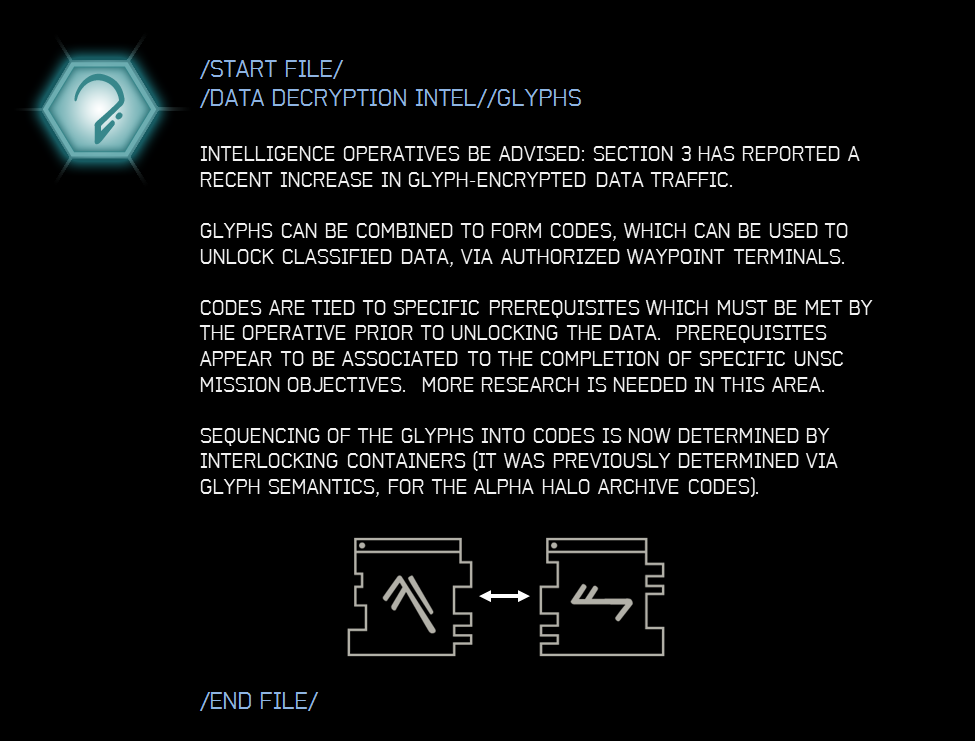 /START FILE/
/DATA DECRYPTION INTEL//GLYPHS
INTELLIGENCE OPERATIVES BE ADVISED: SECTION 3 HAS REPORTED A
RECENT INCREASE IN GLYPH-ENCRYPTED DATA TRAFFIC.
GLYPHS CAN BE COMBINED TO FORM CODES, WHICH CAN BE USED TO
UNLOCK CLASSIFIED DATA, VIA AUTHORIZED WAYPOINT TERMINALS.
CODES ARE TIED TO SPECIFIC PREREQUISITES WHICH MUST BE MET BY
THE OPERATIVE PRIOR TO UNLOCKING THE DATA. PREREQUISITES
APPEAR TO BE ASSOCIATED TO THE COMPLETION OF SPECIFIC UNSC
MISSION OBJECTIVES. MORE RESEARCH IS NEEDED IN THIS AREA.
SEQUENCING OF THE GLYPHS INTO CODES IS NOW DETERMINED BY
INTERLOCKING CONTAINERS (IT WAS PREVIOUSLY DETERMINED VIA
GLYPH SEMANTICS, FOR THE ALPHA HALO ARCHIVE CODES).
/END FILE/